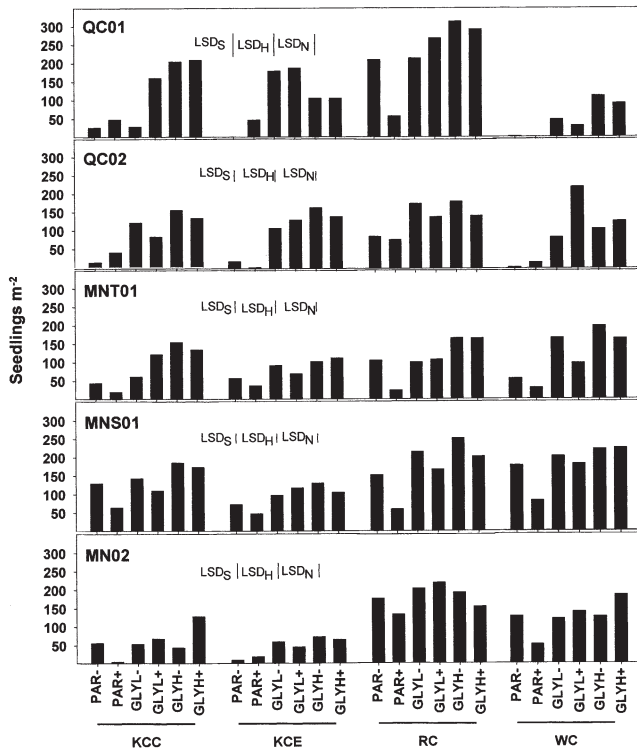 Seedlings m-2
QC01
300
250
200
150
100
50
LSDS LSDH LSDN
QC02
300
250
200
150
100
50
LSDS LSDH LSDN
MNT01
300
250
200
150
100
50
LSDS LSDH LSDN
MNS01
300
250
200
150
100
50
LSDS LSDH LSDN
MN02
300
250
200
150
100
50
LSDS LSDH LSDN
PAR- PAR+ GLYL- GLYL+ GLYH- GLYH+ PAR- PAR+ GLYL- GLYL+ GLYH- GLYH+ PAR- PAR+ GLYL- GLYL+ GLYH- GLYH+ PAR- PAR+ GLYL- GLYL+ GLYH- GLYH+
KCC KCE RC WC